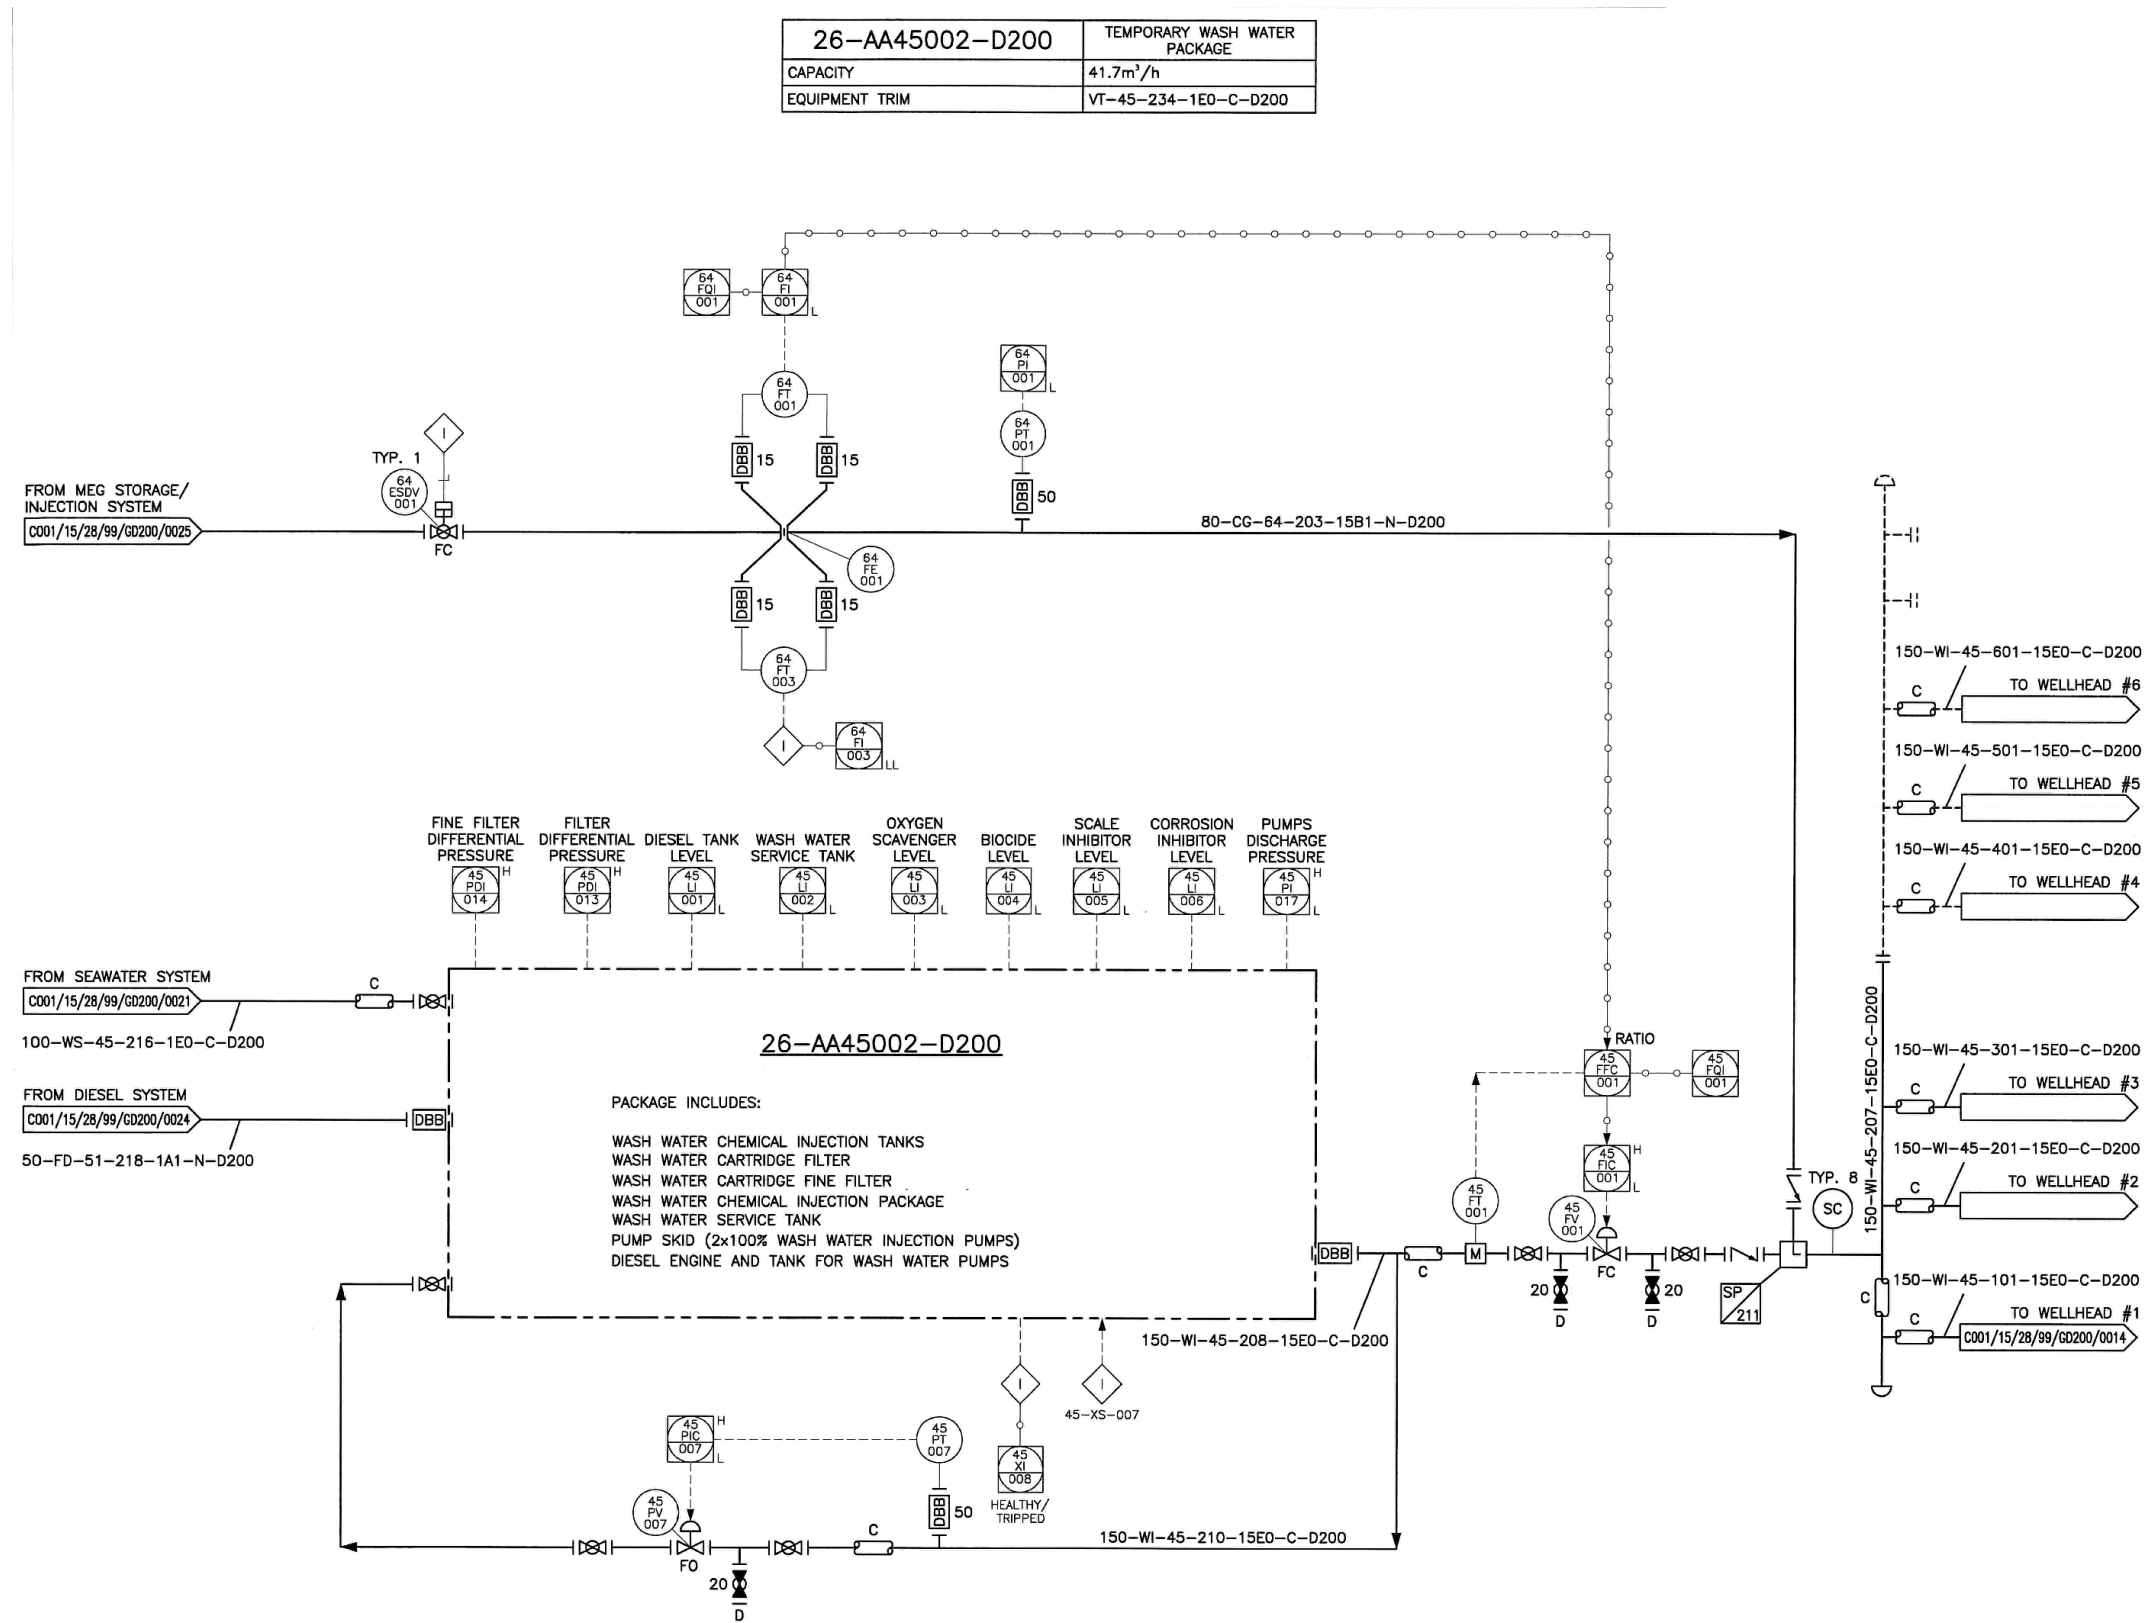 26-AA45002-D200
TEMPORARY WASH WATER
PACKAGE
CAPACITY
41.7m³/h
EQUIPMENT TRIM
VT-45-234-1E0-C-D200
64
FQI
001
64
FI
001
L
64
FT
001
64
PI
001
L
64
PT
001
DBB 15
DBB 15
DBB 50
I
TYP. 1
64
ESDV
001
FC
FROM MEG STORAGE/
INJECTION SYSTEM
C001/15/28/99/GD200/0025
80-CG-64-203-15B1-N-D200
64
FE
001
DBB 15
DBB 15
64
FT
003
I
64
FI
003
LL
150-WI-45-601-15E0-C-D200
C
TO WELLHEAD #6
150-WI-45-501-15E0-C-D200
C
TO WELLHEAD #5
150-WI-45-401-15E0-C-D200
C
TO WELLHEAD #4
FINE FILTER
DIFFERENTIAL
PRESSURE
45
PDI
014
H
FILTER
DIFFERENTIAL
PRESSURE
45
PDI
013
H
DIESEL TANK
LEVEL
45
LI
001
L
WASH WATER
SERVICE TANK
45
LI
002
L
OXYGEN
SCAVENGER
LEVEL
45
LI
003
L
BIOCIDE
LEVEL
45
LI
004
L
SCALE
INHIBITOR
LEVEL
45
LI
005
L
CORROSION
INHIBITOR
LEVEL
45
LI
006
L
PUMPS
DISCHARGE
PRESSURE
45
PI
017
H
L
FROM SEAWATER SYSTEM
C001/15/28/99/GD200/0021
C
100-WS-45-216-1E0-C-D200
FROM DIESEL SYSTEM
C001/15/28/99/GD200/0024
DBB
50-FD-51-218-1A1-N-D200
26-AA45002-D200
PACKAGE INCLUDES:
WASH WATER CHEMICAL INJECTION TANKS
WASH WATER CARTRIDGE FILTER
WASH WATER CARTRIDGE FINE FILTER
WASH WATER CHEMICAL INJECTION PACKAGE
WASH WATER SERVICE TANK
PUMP SKID (2x100% WASH WATER INJECTION PUMPS)
DIESEL ENGINE AND TANK FOR WASH WATER PUMPS
RATIO
45
FFC
001
45
FQI
001
45
FIC
001
H
L
45
FT
001
45
FV
001
DBB
C
M
FC
20
D
20
D
SP
211
TYP. 8
SC
150-WI-45-207-15E0-C-D200
150-WI-45-301-15E0-C-D200
C
TO WELLHEAD #3
150-WI-45-201-15E0-C-D200
C
TO WELLHEAD #2
150-WI-45-101-15E0-C-D200
C
C
TO WELLHEAD #1
C001/15/28/99/GD200/0014
150-WI-45-208-15E0-C-D200
I
I
45-XS-007
45
XI
008
HEALTHY/
TRIPPED
45
PIC
007
H
L
45
PT
007
45
PV
007
DBB 50
C
FO
20
D
150-WI-45-210-15E0-C-D200